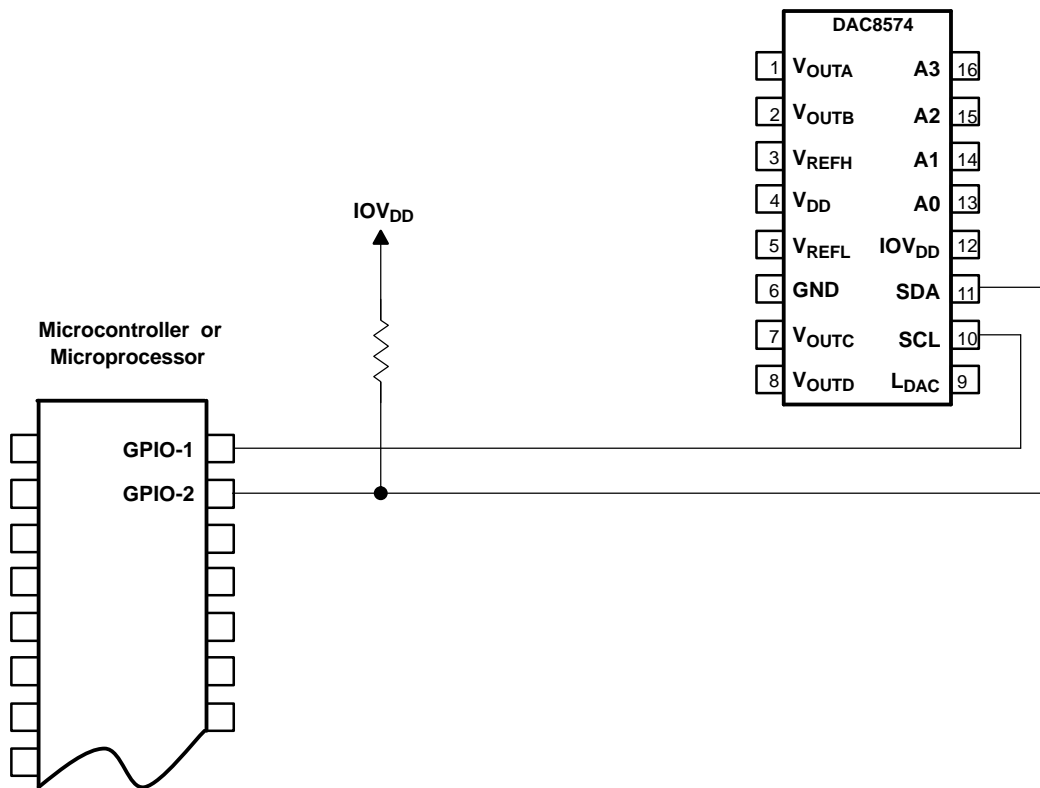 DAC8574
1 VOUTA A3 16
2 VOUTB A2 15
3 VREFH A1 14
4 VDD A0 13
5 VREFL IOVDD 12
6 GND SDA 11
7 VOUTC SCL 10
8 VOUTD LDAC 9
IOVDD
Microcontroller or
Microprocessor
GPIO-1
GPIO-2